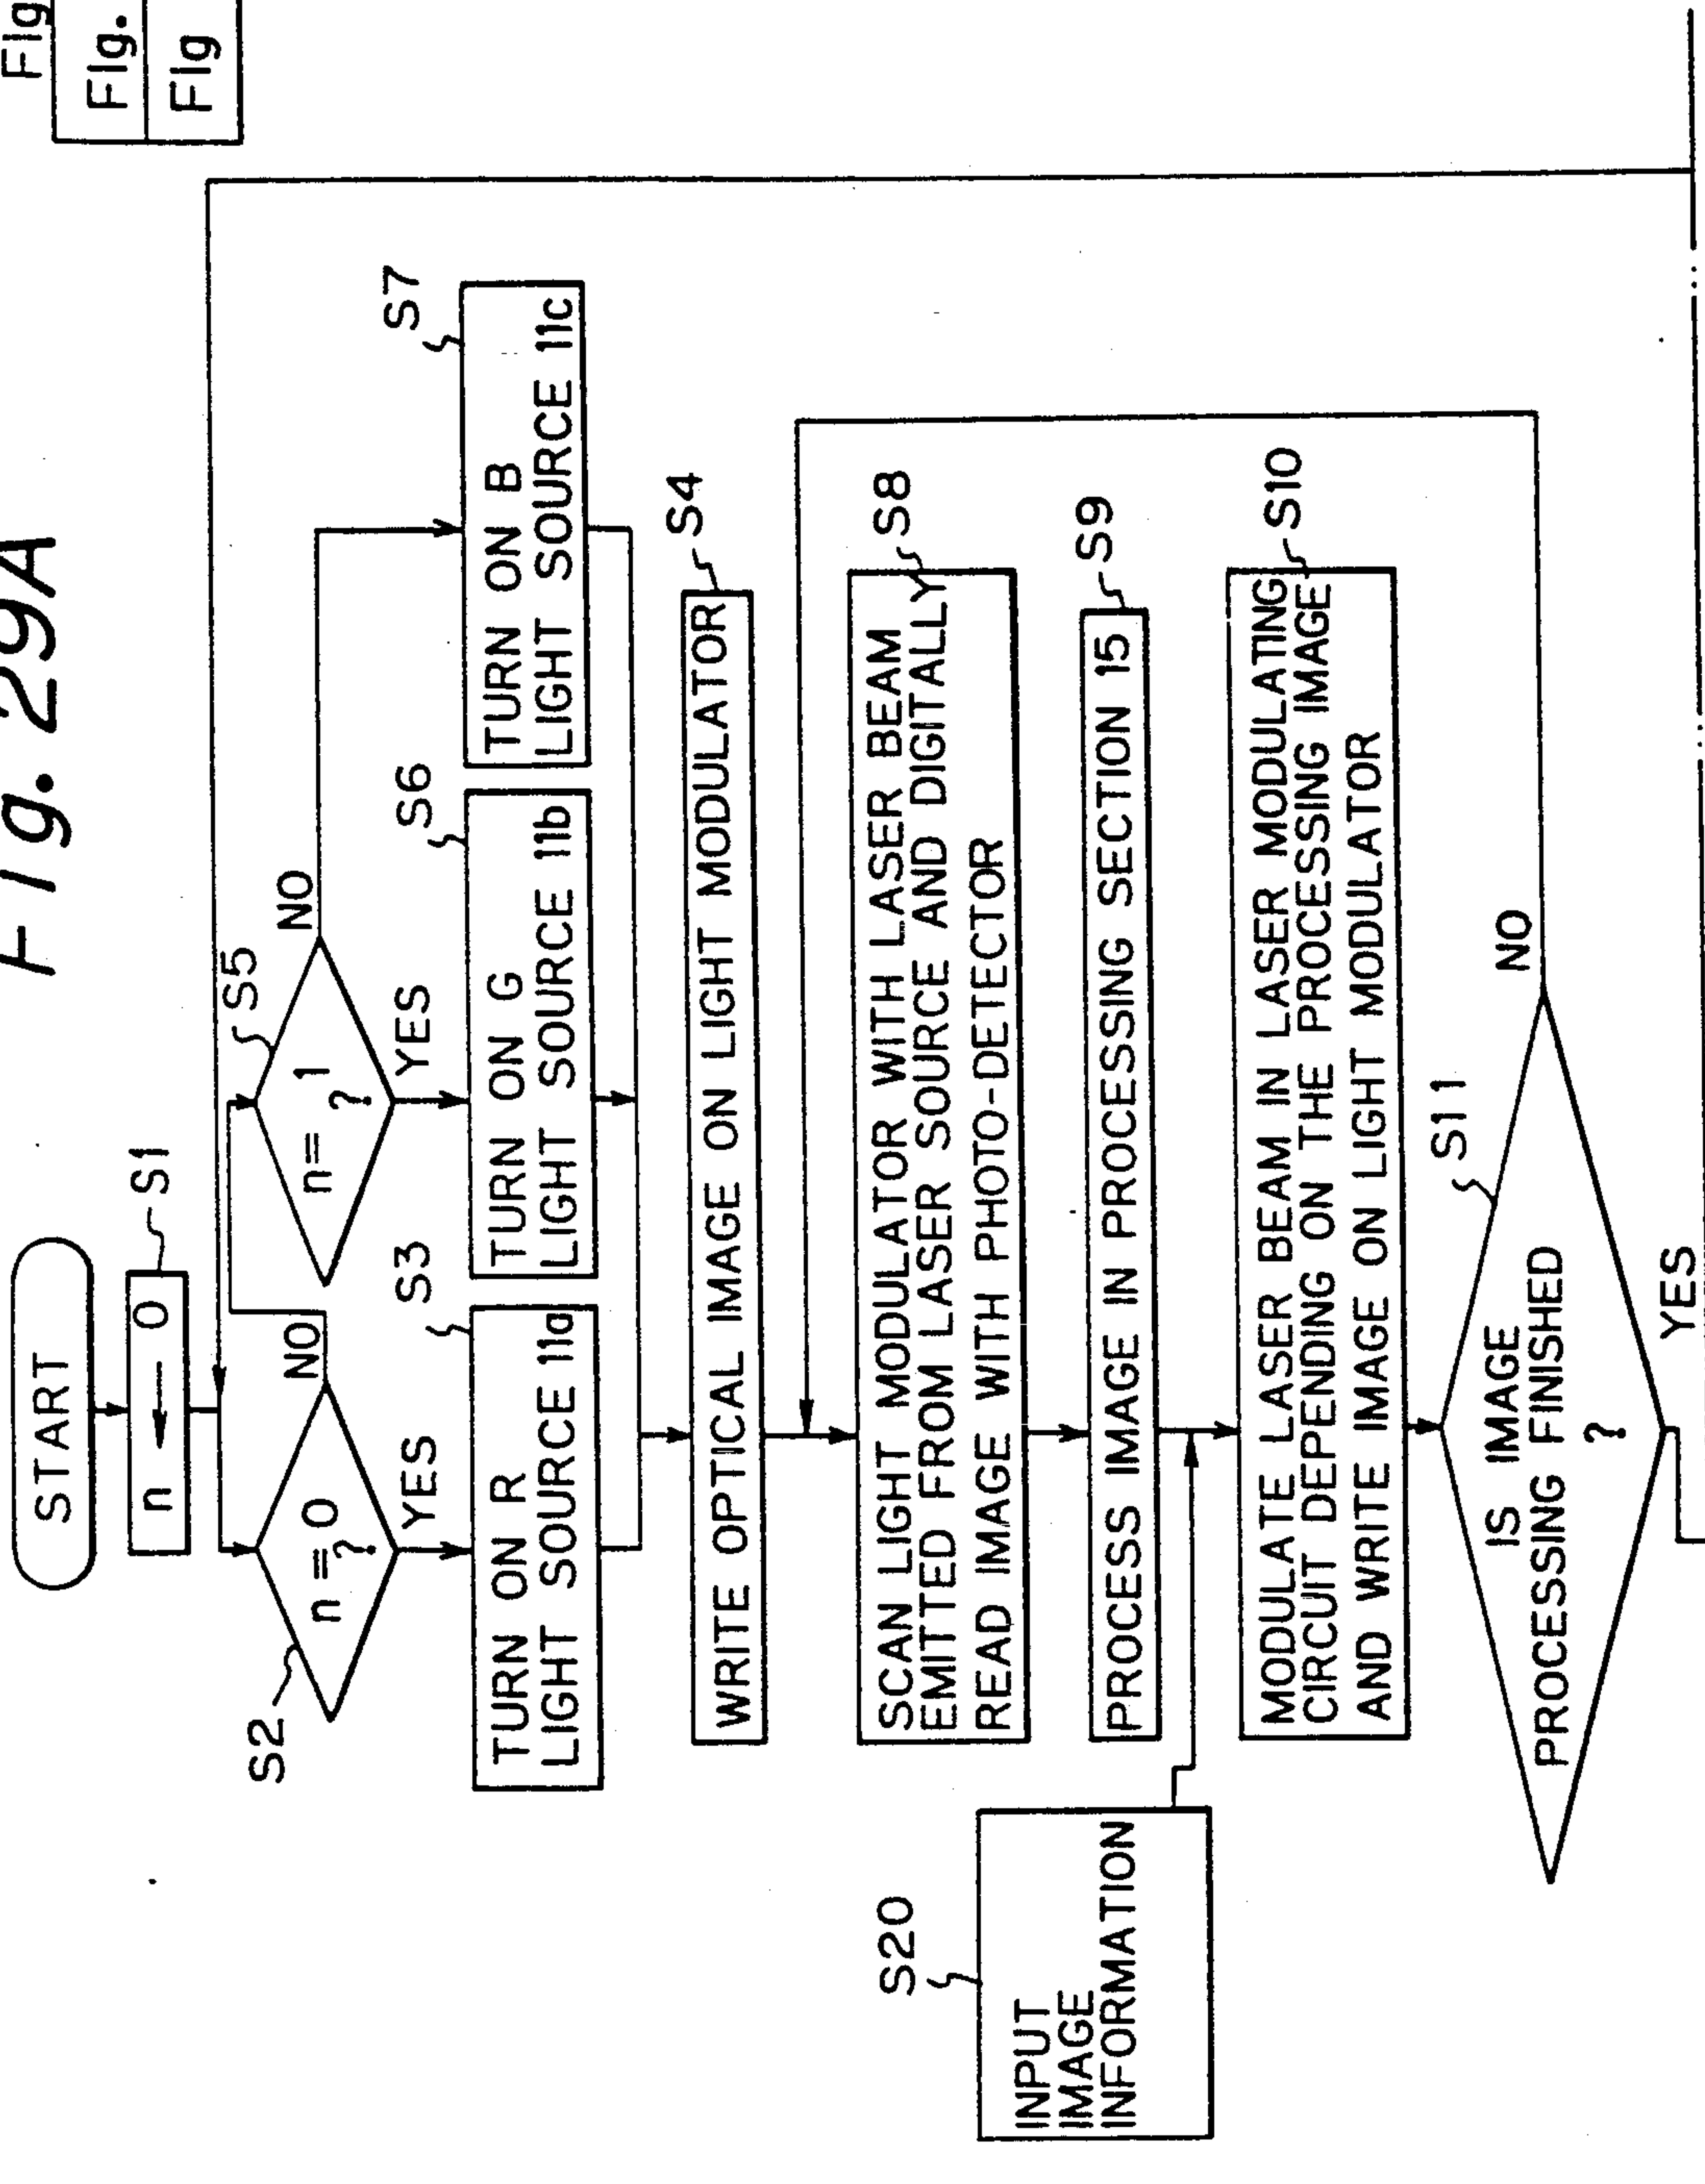 Fig. 29A
Fig
Fig.
Fig
START
n ← 0
S1
S2
n=0
?
NO
YES
S5
n= 1
?
NO
YES
S3
TURN ON R
LIGHT SOURCE 11a
S6
TURN ON G
LIGHT SOURCE 11b
S7
TURN ON B
LIGHT SOURCE 11c
S4
WRITE OPTICAL IMAGE ON LIGHT MODULATOR
S8
SCAN LIGHT MODULATOR WITH LASER BEAM
EMITTED FROM LASER SOURCE AND DIGITALLY
READ IMAGE WITH PHOTO-DETECTOR
S9
PROCESS IMAGE IN PROCESSING SECTION 15
S20
INPUT
IMAGE
INFORMATION
S10
MODULATE LASER BEAM IN LASER MODULATING
CIRCUIT DEPENDING ON THE PROCESSING IMAGE
AND WRITE IMAGE ON LIGHT MODULATOR
S11
IS IMAGE
PROCESSING FINISHED
?
NO
YES